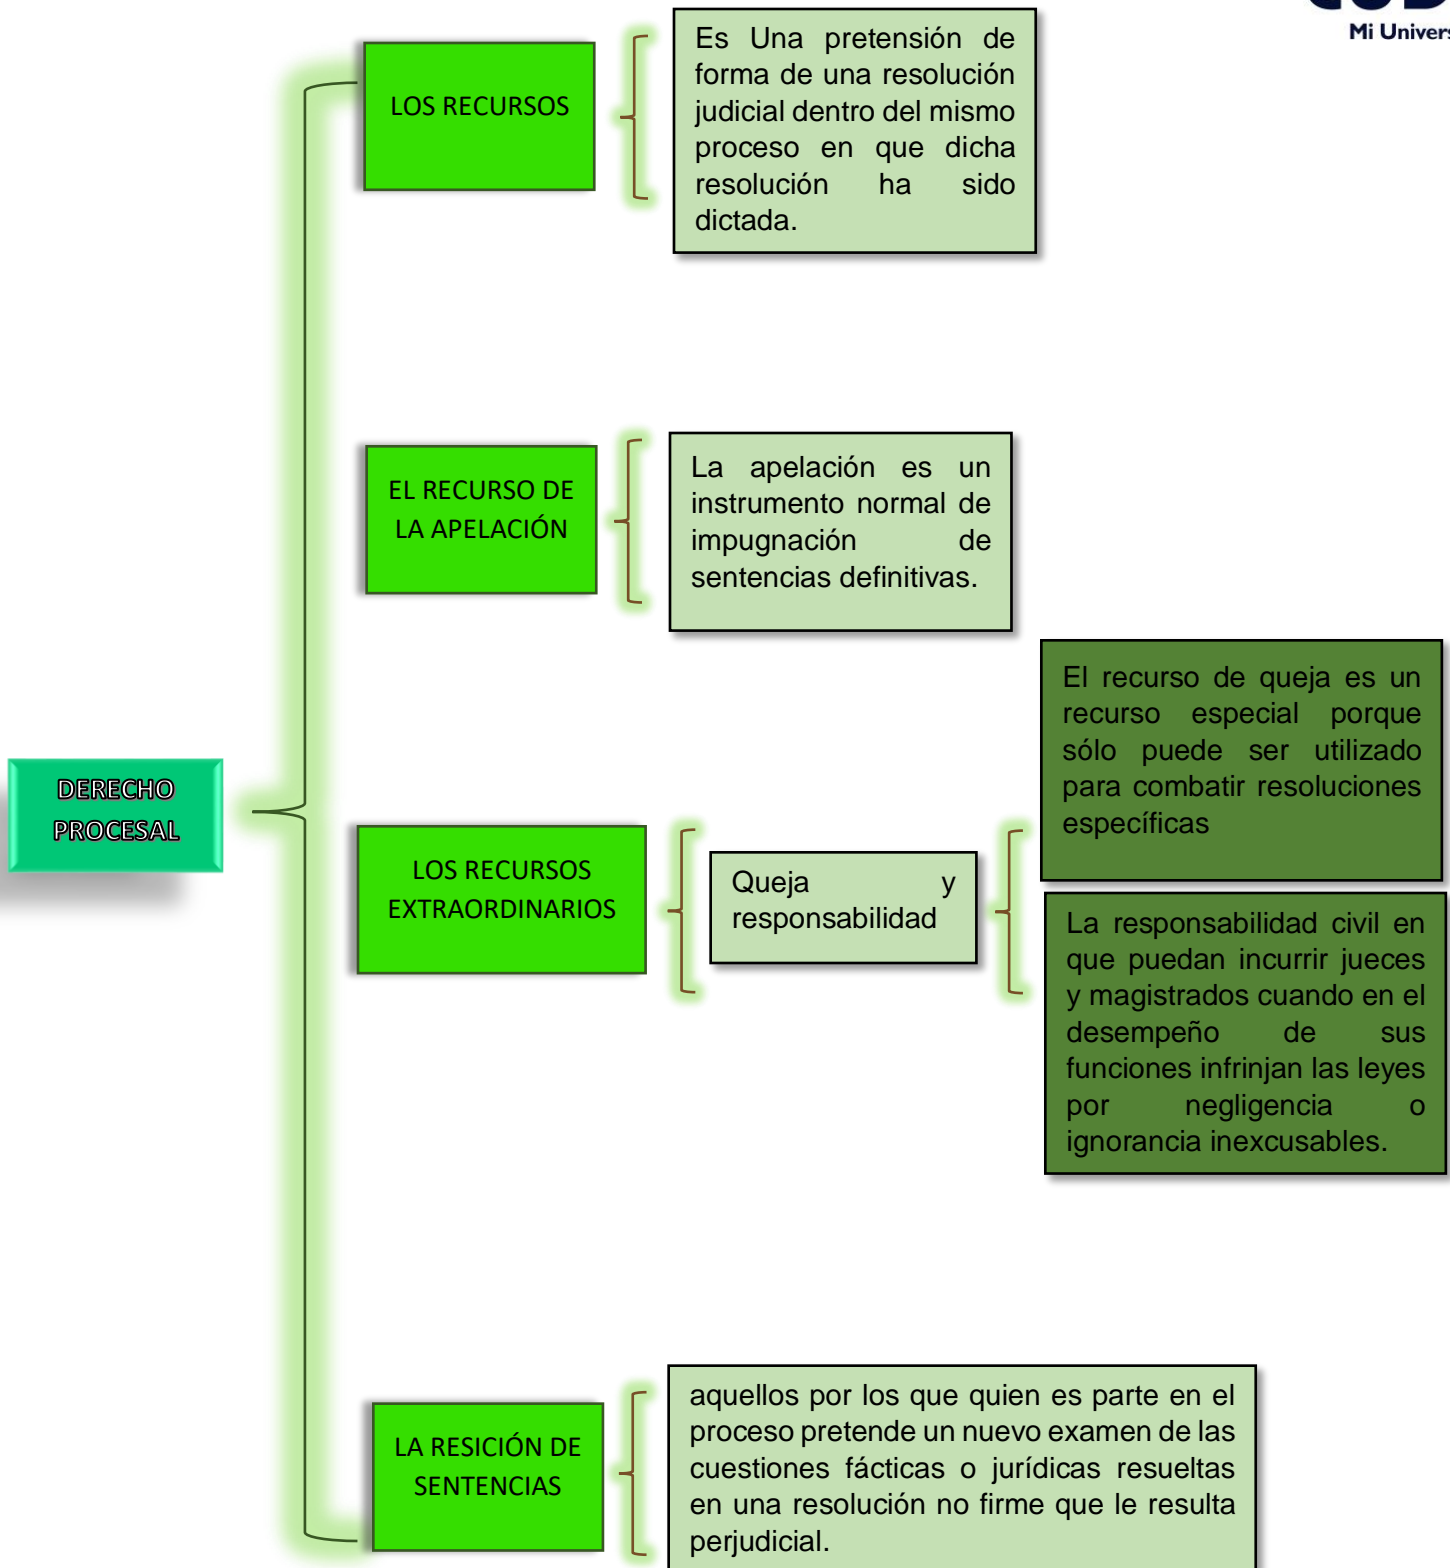 Mi Univers
LOS RECURSOS
Es Una pretensión de
forma de una resolución
judicial dentro del mismo
proceso en que dicha
resolución ha sido
dictada.
EL RECURSO DE
LA APELACIÓN
La apelación es un
instrumento normal de
impugnación de
sentencias definitivas.
DERECHO
PROCESAL
LOS RECURSOS
EXTRAORDINARIOS
Queja y
responsabilidad
El recurso de queja es un
recurso especial porque
sólo puede ser utilizado
para combatir resoluciones
específicas
La responsabilidad civil en
que puedan incurrir jueces
y magistrados cuando en el
desempeño de sus
funciones infrinjan las leyes
por negligencia o
ignorancia inexcusables.
LA RESICIÓN DE
SENTENCIAS
aquellos por los que quien es parte en el
proceso pretende un nuevo examen de las
cuestiones fácticas o jurídicas resueltas
en una resolución no firme que le resulta
perjudicial.